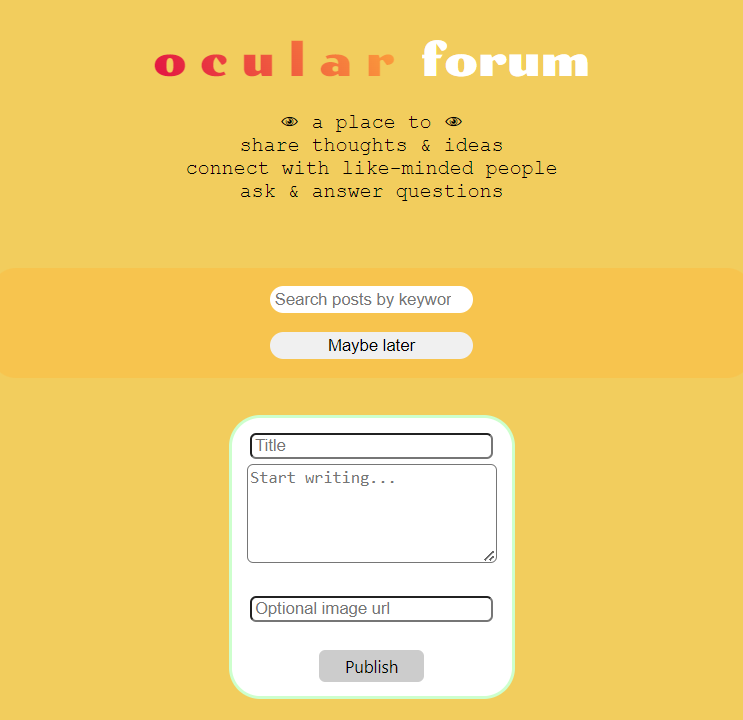 ocular forum
👁 a place to 👁
share thoughts & ideas
connect with like-minded people
ask & answer questions
Search posts by keywor
Maybe later
Title
Start writing...
Optional image url
Publish